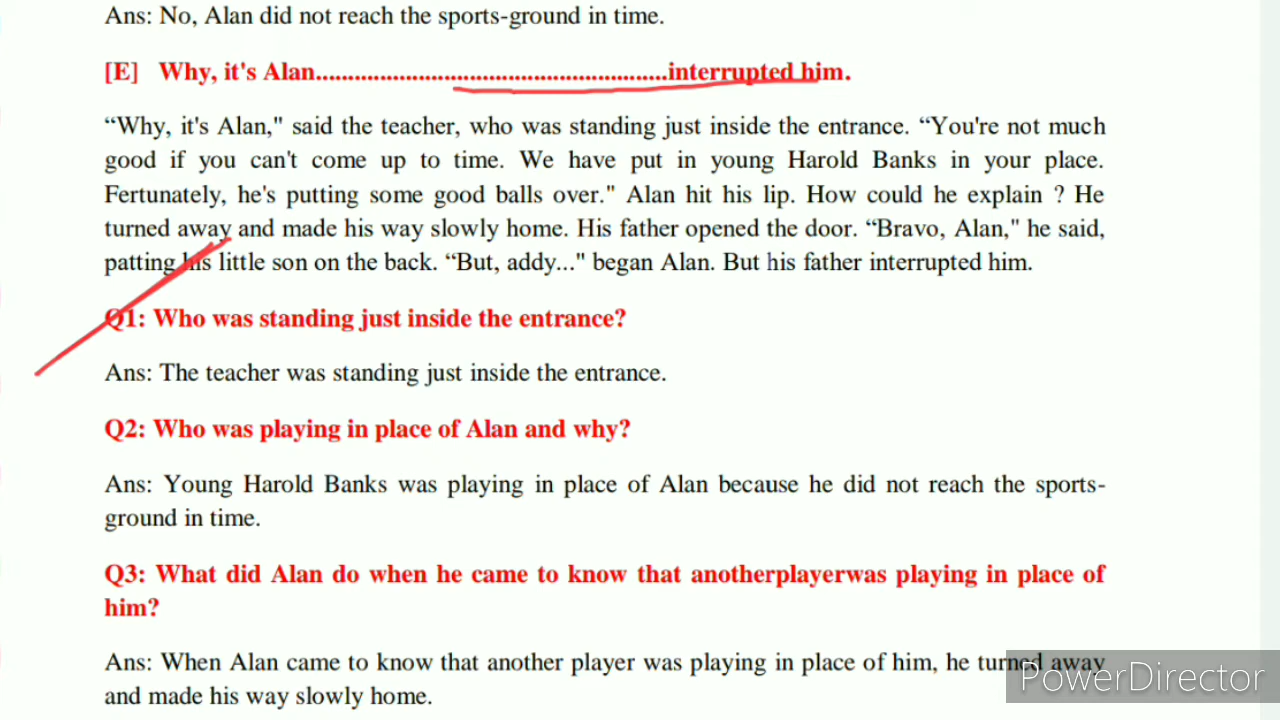 Ans: No, Alan did not reach the sports-ground in time.
[E] Why, it's Alan......................................................interrupted him.
“Why, it's Alan," said the teacher, who was standing just inside the entrance. “You're not much
good if you can't come up to time. We have put in young Harold Banks in your place.
Fertunately, he's putting some good balls over." Alan hit his lip. How could he explain ? He
turned away and made his way slowly home. His father opened the door. “Bravo, Alan," he said,
patting his little son on the back. “But, addy..." began Alan. But his father interrupted him.
Q1: Who was standing just inside the entrance?
Ans: The teacher was standing just inside the entrance.
Q2: Who was playing in place of Alan and why?
Ans: Young Harold Banks was playing in place of Alan because he did not reach the sports-
ground in time.
Q3: What did Alan do when he came to know that anotherplayerwas playing in place of
him?
Ans: When Alan came to know that another player was playing in place of him, he turned away
and made his way slowly home.
PowerDirector